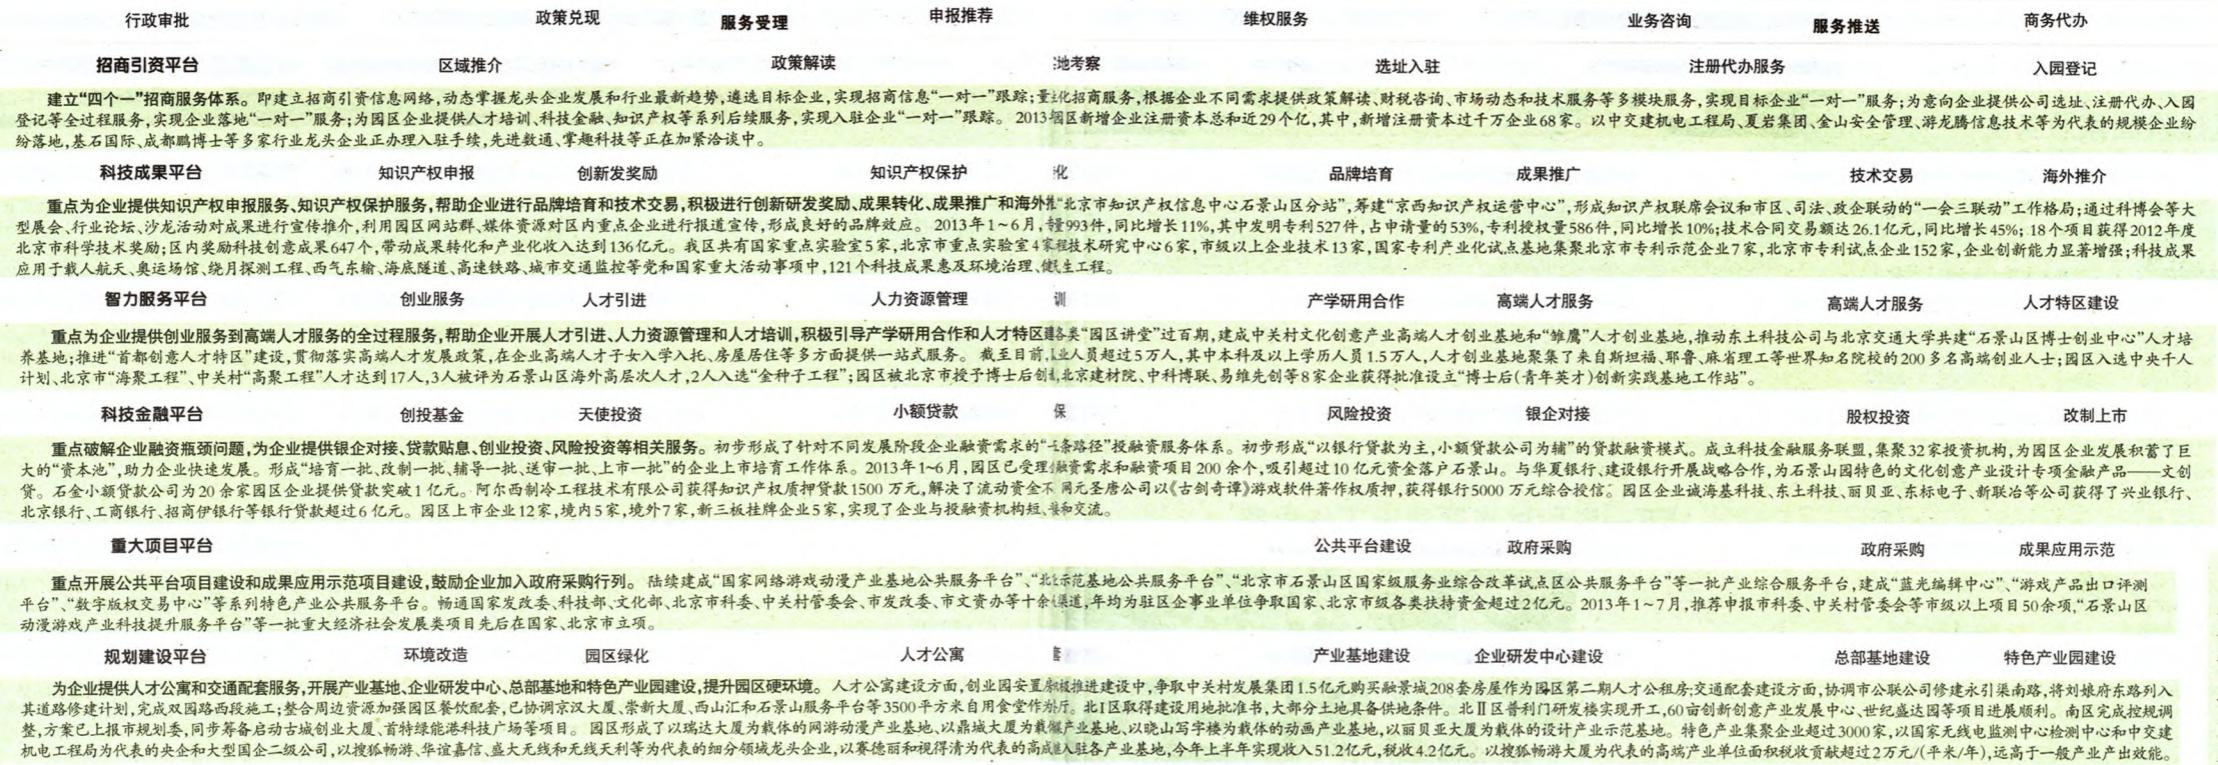 行政审批 政策兑现 服务受理 申报推荐 维权服务 业务咨询 服务推送 商务代办
招商引资平台 区域推介 政策解读 地考察 选址入驻 注册代办服务 入园登记
建立“四个一”招商服务体系。即建立招商引资信息网络,动态掌握龙头企业发展和行业最新趋势,遴选目标企业,实现招商信息“一对一”跟踪;量化招商服务,根据企业不同需求提供政策解读、财税咨询、市场动态和技术服务等多模块服务,实现目标企业“一对一”服务;为意向企业提供公司选址、注册代办、入园
登记等全过程服务,实现企业落地“一对一”服务;为园区企业提供人才培训、科技金融、知识产权等系列后续服务,实现入驻企业“一对一”跟踪。 2013 园区新增企业注册资本总和近29个亿,其中,新增注册资本过千万企业68家。以中交建机电工程局、夏岩集团、金山安全管理、游龙腾信息技术等为代表的规模企业纷
纷落地,基石国际、成都鹏博士等多家行业龙头企业正办理入驻手续,先进数通、掌趣科技等正在加紧洽谈中。
科技成果平台 知识产权申报 创新发奖励 知识产权保护 化 品牌培育 成果推广 技术交易 海外推介
重点为企业提供知识产权申报服务、知识产权保护服务,帮助企业进行品牌培育和技术交易,积极进行创新研发奖励、成果转化、成果推广和海外推“北京市知识产权信息中心石景山区分站”,筹建“京西知识产权运营中心”,形成知识产权联席会议和市区、司法、政企联动的“一会三联动”工作格局;通过科博会等大
型展会、行业论坛、沙龙活动对成果进行宣传推介,利用园区网站群、媒体资源对区内重点企业进行报道宣传,形成良好的品牌效应。 2013年1~6月,量993件,同比增长11%,其中发明专利527件,占申请量的53%,专利授权量586件,同比增长10%;技术合同交易额达26.1亿元,同比增长45%; 18个项目获得2012年度
北京市科学技术奖励;区内奖励科技创意成果647个,带动成果转化和产业化收入达到136亿元。我区共有国家重点实验室5家,北京市重点实验室4家程技术研究中心6家,市级以上企业技术13家,国家专利产业化试点基地集聚北京市专利示范企业7家,北京市专利试点企业152家,企业创新能力显著增强;科技成果
应用于载人航天、奥运场馆、绕月探测工程、西气东输、海底隧道、高速铁路、城市交通监控等党和国家重大活动事项中,121个科技成果惠及环境治理、生工程。
智力服务平台 创业服务 人才引进 人力资源管理 训 产学研用合作 高端人才服务 高端人才服务 人才特区建设
重点为企业提供创业服务到高端人才服务的全过程服务,帮助企业开展人才引进、人力资源管理和人才培训,积极引导产学研用合作和人才特区建各类“园区讲堂”过百期,建成中关村文化创意产业高端人才创业基地和“雏鹰”人才创业基地,推动东土科技公司与北京交通大学共建“石景山区博士创业中心”人才培
养基地;推进“首都创意人才特区”建设,贯彻落实高端人才发展政策,在企业高端人才子女入学入托、房屋居住等多方面提供一站式服务。 截至目前,业人员超过5万人,其中本科及以上学历人员1.5万人,人才创业基地聚集了来自斯坦福、耶鲁、麻省理工等世界知名院校的200多名高端创业人士;园区入选中央千人
计划、北京市“海聚工程”、中关村“高聚工程”人才达到17人,3人被评为石景山区海外高层次人才,2人入选“金种子工程”;园区被北京市授予博士后创北京建材院、中科博联、易维先创等8家企业获得批准设立“博士后(青年英才)创新实践基地工作站”。
科技金融平台 创投基金 天使投资 小额贷款 保 风险投资 银企对接 股权投资 改制上市
重点破解企业融资瓶颈问题,为企业提供银企对接、贷款贴息、创业投资、风险投资等相关服务。初步形成了针对不同发展阶段企业融资需求的“一条路径”投融资服务体系。初步形成“以银行贷款为主,小额贷款公司为辅”的贷款融资模式。成立科技金融服务联盟,集聚32家投资机构,为园区企业发展积蓄了巨
大的“资本池”,助力企业快速发展。形成“培育一批、改制一批、辅导一批、送审一批、上市一批”的企业上市培育工作体系。2013年1~6月,园区已受理融资需求和融资项目200余个,吸引超过10亿元资金落户石景山。与华夏银行、建设银行开展战略合作,为石景山园特色的文化创意产业设计专项金融产品——文创
贷。石金小额贷款公司为20余家园区企业提供贷款突破1亿元。阿尔西制冷工程技术有限公司获得知识产权质押贷款1500万元,解决了流动资金不 网元圣唐公司以《古剑奇谭》游戏软件著作权质押,获得银行5000万元综合授信。园区企业诚海基科技、东土科技、丽贝亚、东标电子、新联冶等公司获得了兴业银行、
北京银行、工商银行、招商伊银行等银行贷款超过6亿元。园区上市企业12家,境内5家,境外7家,新三板挂牌企业5家,实现了企业与投融资机构短、和交流。
重大项目平台 公共平台建设 政府采购 政府采购 成果应用示范
重点开展公共平台项目建设和成果应用示范项目建设,鼓励企业加入政府采购行列。陆续建成“国家网络游戏动漫产业基地公共服务平台”、“北示范基地公共服务平台”、“北京市石景山区国家级服务业综合改革试点区公共服务平台”等一批产业综合服务平台,建成“蓝光编辑中心”、“游戏产品出口评测
平台”、“数字版权交易中心”等系列特色产业公共服务平台。畅通国家发改委、科技部、文化部、北京市科委、中关村管委会、市发改委、市文资办等十余渠道,年均为驻区企事业单位争取国家、北京市级各类扶持资金超过2亿元。2013年1~7月,推荐申报市科委、中关村管委会等市级以上项目50余项,“石景山区
动漫游戏产业科技提升服务平台”等一批重大经济社会发展类项目先后在国家、北京市立项。
规划建设平台 环境改造 园区绿化 人才公寓 套 产业基地建设 企业研发中心建设 总部基地建设 特色产业园建设
为企业提供人才公寓和交通配套服务,开展产业基地、企业研发中心、总部基地和特色产业园建设,提升园区硬环境。人才公寓建设方面,创业园安置房推进建设中,争取中关村发展集团1.5亿元购买融景城208套房屋作为园区第二期人才公租房;交通配套建设方面,协调市公联公司修建永引渠南路,将刘娘府东路列入
其道路修建计划,完成双园路西段施工;整合周边资源加强园区餐饮配套,已协调京汉大厦、崇新大厦、西山汇和石景山服务平台等3500平方米自用食堂作厅。北I区取得建设用地批准书,大部分土地具备供地条件。北Ⅱ区普利门研发楼实现开工,60亩创新创意产业发展中心、世纪盛达园等项目进展顺利。南区完成控规调
整,方案已上报市规划委,同步筹备启动古城创业大厦、首特绿能港科技广场等项目。 园区形成了以瑞达大厦为载体的网游动漫产业基地、以鼎城大厦为载产业基地、以晓山写字楼为载体的动画产业基地,以丽贝亚大厦为载体的设计产业示范基地。特色产业集聚企业超过3000家,以国家无线电监测中心检测中心和中交建
机电工程局为代表的央企和大型国企二级公司,以搜狐畅游、华谊嘉信、盛大无线和无线天利等为代表的细分领域龙头企业,以赛德丽和视得清为代表的高成入驻各产业基地,今年上半年实现收入51.2亿元,税收4.2亿元。以搜狐畅游大厦为代表的高端产业单位面积税收贡献超过2万元/(平米/年),远高于一般产业产出效能。